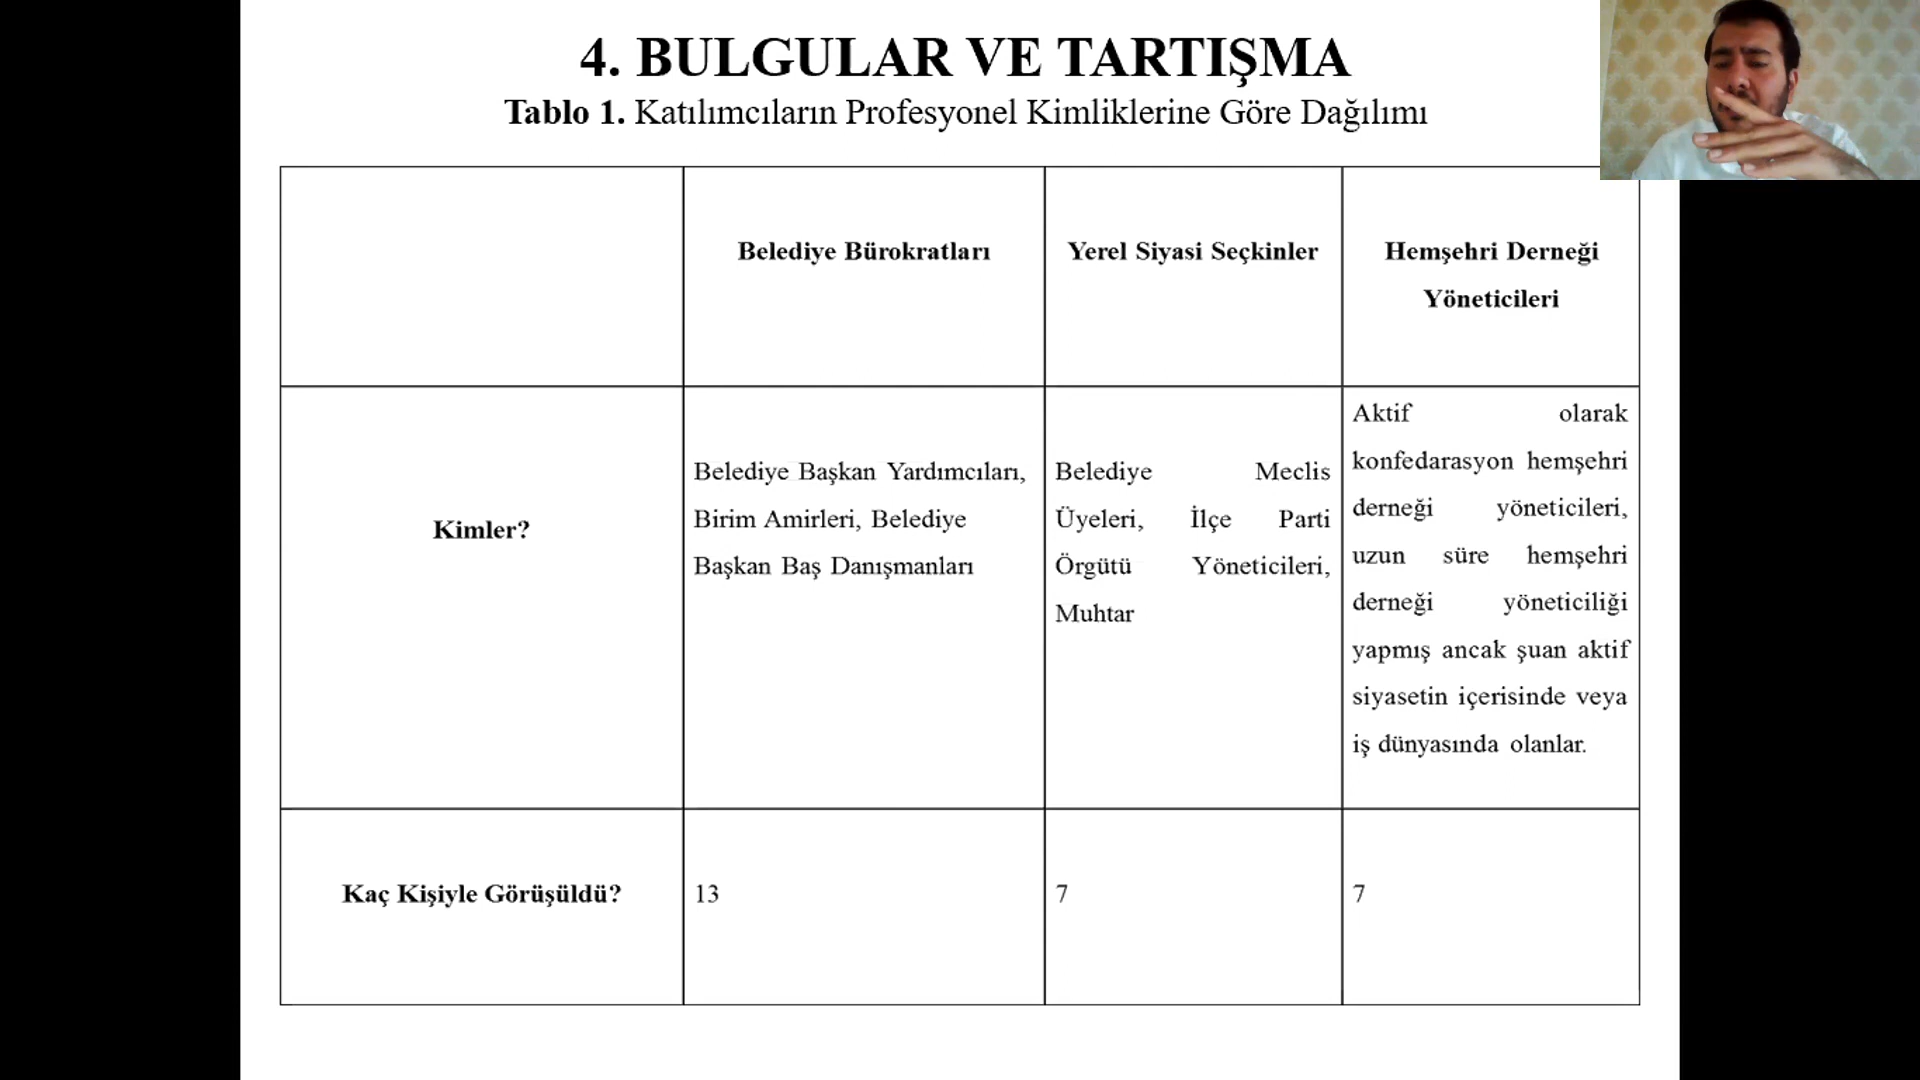 4. BULGULAR VE TARTIŞMA
Tablo 1. Katılımcıların Profesyonel Kimliklerine Göre Dağılımı
Belediye Bürokratları
Yerel Siyasi Seçkinler
Hemşehri Derneği
Yöneticileri
Kimler?
Belediye Başkan Yardımcıları,
Birim Amirleri, Belediye
Başkan Baş Danışmanları
Belediye Meclis
Üyeleri, İlçe Parti
Örgütü Yöneticileri,
Muhtar
Aktif olarak
konfedarasyon hemşehri
derneği yöneticileri,
uzun süre hemşehri
derneği yöneticiliği
yapmış ancak şuan aktif
siyasetin içerisinde veya
iş dünyasında olanlar.
Kaç Kişiyle Görüşüldü?
13
7
7